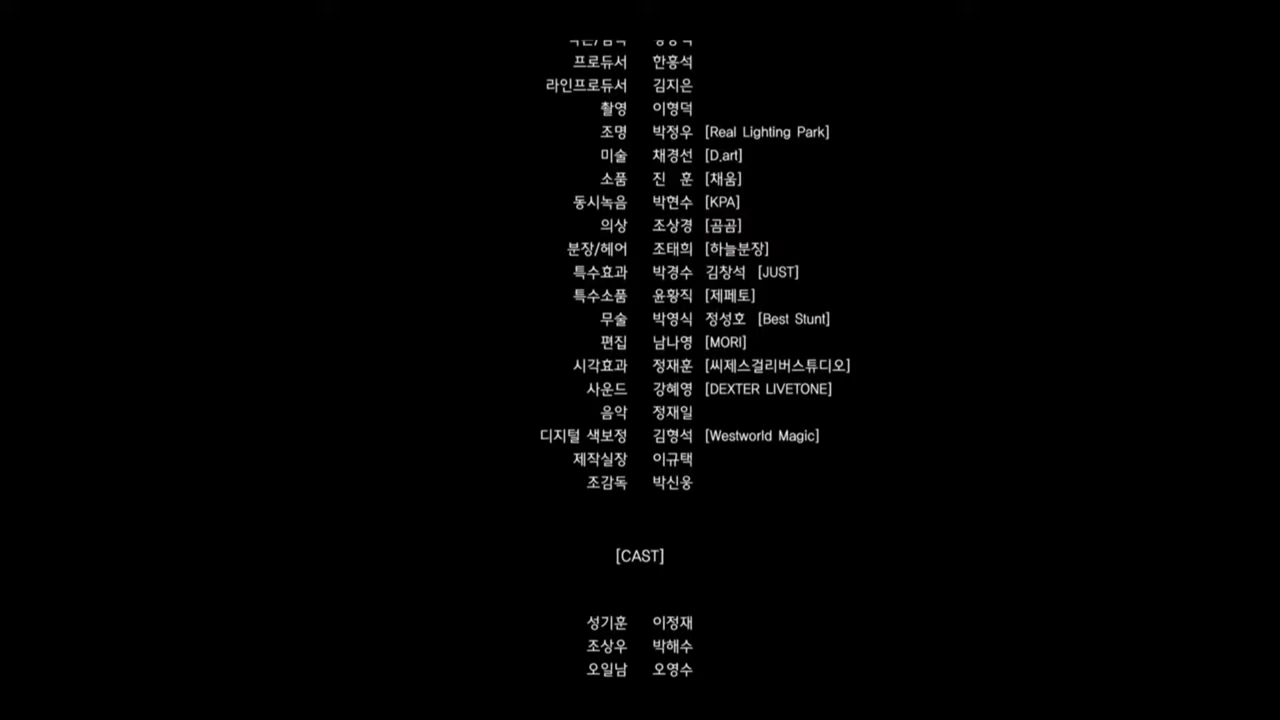 프로듀서 한흥석
라인프로듀서 김지은
촬영 이형덕
조명 박정우 [Real Lighting Park]
미술 채경선 [D.art]
소품 진 훈 [채움]
동시녹음 박현수 [KPA]
의상 조상경 [곰곰]
분장/헤어 조태희 [하늘분장]
특수효과 박경수 김창석 [JUST]
특수소품 윤황직 [제페토]
무술 박영식 정성호 [Best Stunt]
편집 남나영 [MORI]
시각효과 정재훈 [씨제스걸리버스튜디오]
사운드 강혜영 [DEXTER LIVETONE]
음악 정재일
디지털 색보정 김형석 [Westworld Magic]
제작실장 이규택
조감독 박신웅
[CAST]
성기훈 이정재
조상우 박해수
오일남 오영수